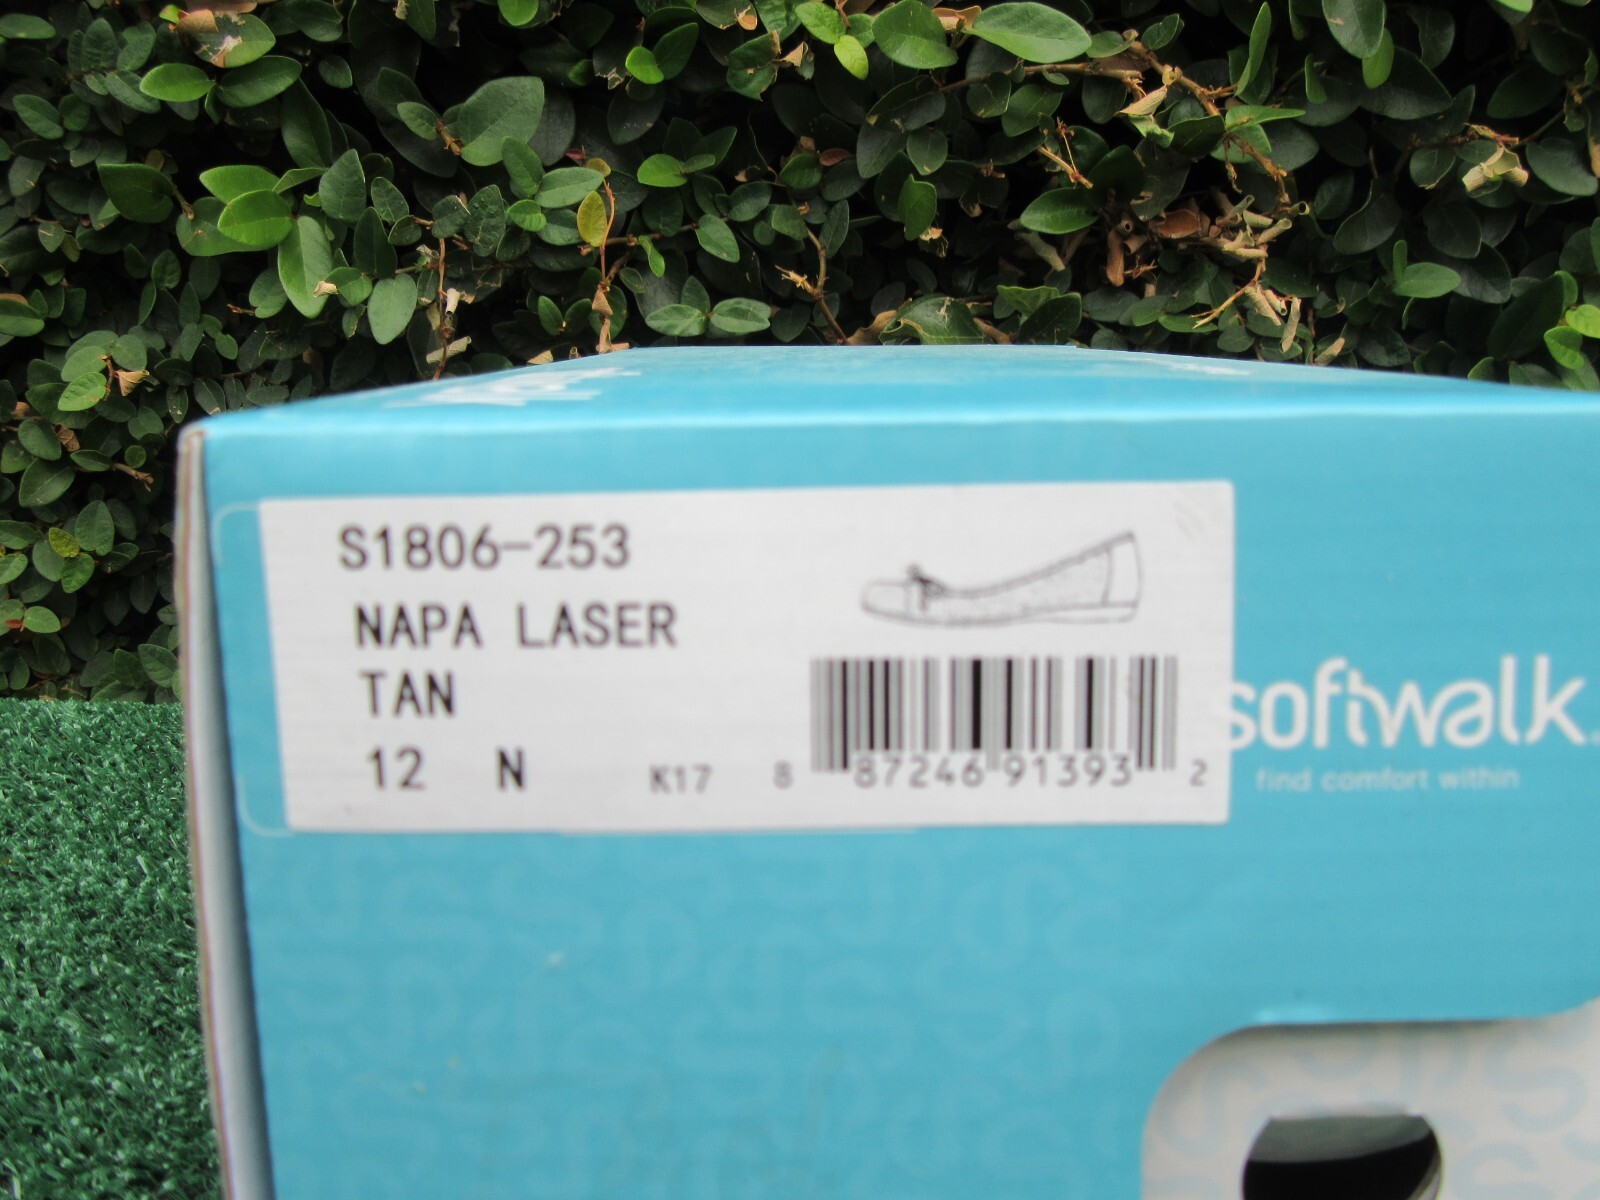 S1806-253
NAPA LASER
TAN
12 N K17
8 87246 91393 2
softwalk.
find comfort within